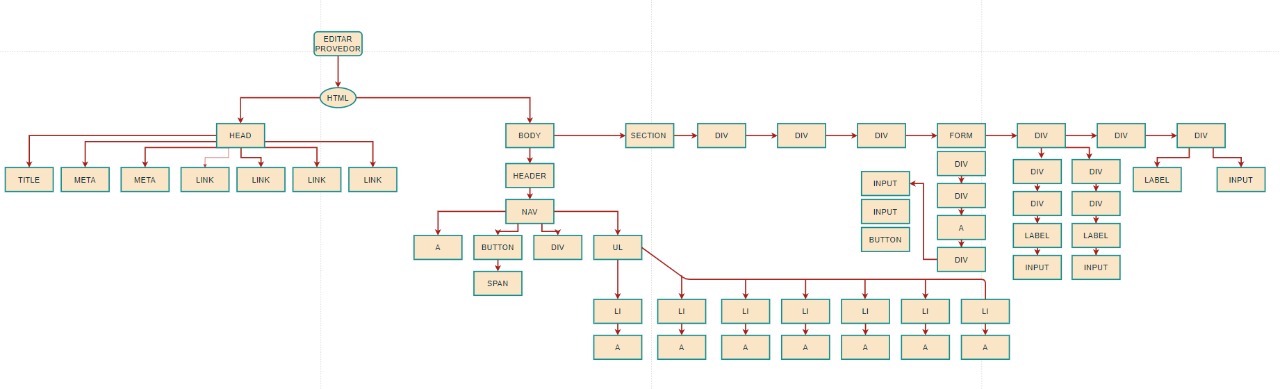 EDITAR
PROVEDOR
HTML
HEAD
BODY
SECTION
DIV
DIV
DIV
FORM
DIV
DIV
DIV
TITLE
META
META
LINK
LINK
LINK
LINK
HEADER
DIV
DIV
DIV
LABEL
INPUT
INPUT
DIV
DIV
DIV
NAV
INPUT
A
LABEL
LABEL
A
BUTTON
DIV
UL
BUTTON
DIV
INPUT
INPUT
SPAN
LI
LI
LI
LI
LI
LI
LI
A
A
A
A
A
A
A